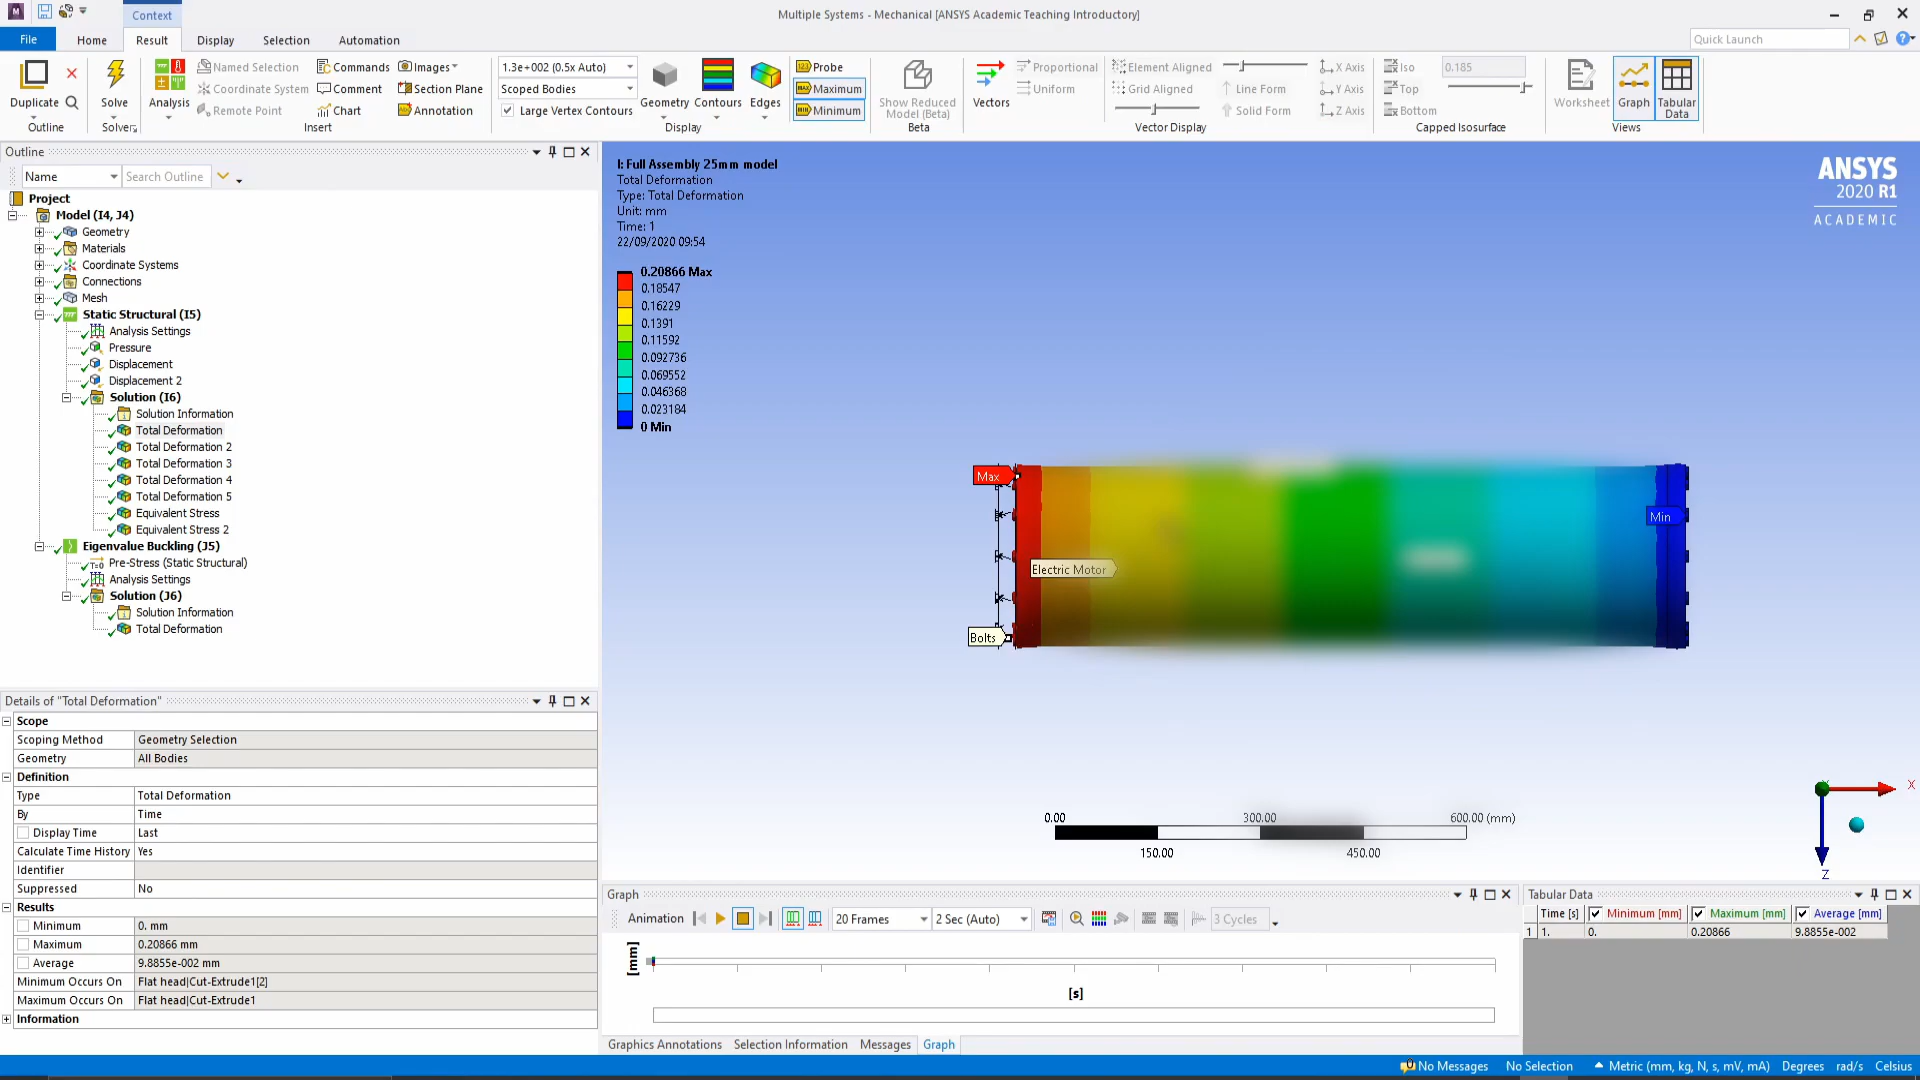 Context
Multiple Systems - Mechanical [ANSYS Academic Teaching Introductory]
File Home Result Display Selection Automation
Quick Launch
Duplicate
Outline
Solve
Solver
Analysis
Named Selection
Coordinate System
Remote Point
Commands
Comment
Chart
Images
Section Plane
Annotation
Insert
1.3e+002 (0.5x Auto)
Scoped Bodies
Large Vertex Contours
Geometry
Contours
Edges
Display
Probe
Maximum
Minimum
Show Reduced
Model (Beta)
Beta
Vectors
Proportional
Uniform
Element Aligned
Grid Aligned
Line Form
Solid Form
X Axis
Y Axis
Z Axis
Vector Display
Iso
Top
Bottom
0.185
Capped Isosurface
Worksheet
Graph
Tabular
Data
Views
Outline
Name
Search Outline
Project
Model (I4, J4)
Geometry
Materials
Coordinate Systems
Connections
Mesh
Static Structural (I5)
Analysis Settings
Pressure
Displacement
Displacement 2
Solution (I6)
Solution Information
Total Deformation
Total Deformation 2
Total Deformation 3
Total Deformation 4
Total Deformation 5
Equivalent Stress
Equivalent Stress 2
Eigenvalue Buckling (J5)
T=0 Pre-Stress (Static Structural)
Analysis Settings
Solution (J6)
Solution Information
Total Deformation
Details of "Total Deformation"
Scope
Scoping Method Geometry Selection
Geometry All Bodies
Definition
Type Total Deformation
By Time
Display Time Last
Calculate Time History Yes
Identifier
Suppressed No
Results
Minimum 0. mm
Maximum 0.20866 mm
Average 9.8855e-002 mm
Minimum Occurs On Flat head|Cut-Extrude1[2]
Maximum Occurs On Flat head|Cut-Extrude1
Information
I: Full Assembly 25mm model
Total Deformation
Type: Total Deformation
Unit: mm
Time: 1
22/09/2020 09:54
0.20866 Max
0.18547
0.16229
0.1391
0.11592
0.092736
0.069552
0.046368
0.023184
0 Min
ANSYS
2020 R1
ACADEMIC
Max
Min
Electric Motor
Bolts
0.00 300.00 600.00 (mm)
150.00 450.00
X
Z
Graph
Animation 20 Frames 2 Sec (Auto) 3 Cycles
[mm]
[s]
Graphics Annotations Selection Information Messages Graph
Tabular Data
Time [s] Minimum [mm] Maximum [mm] Average [mm]
1 1. 0. 0.20866 9.8855e-002
No Messages No Selection Metric (mm, kg, N, s, mV, mA) Degrees rad/s Celsius